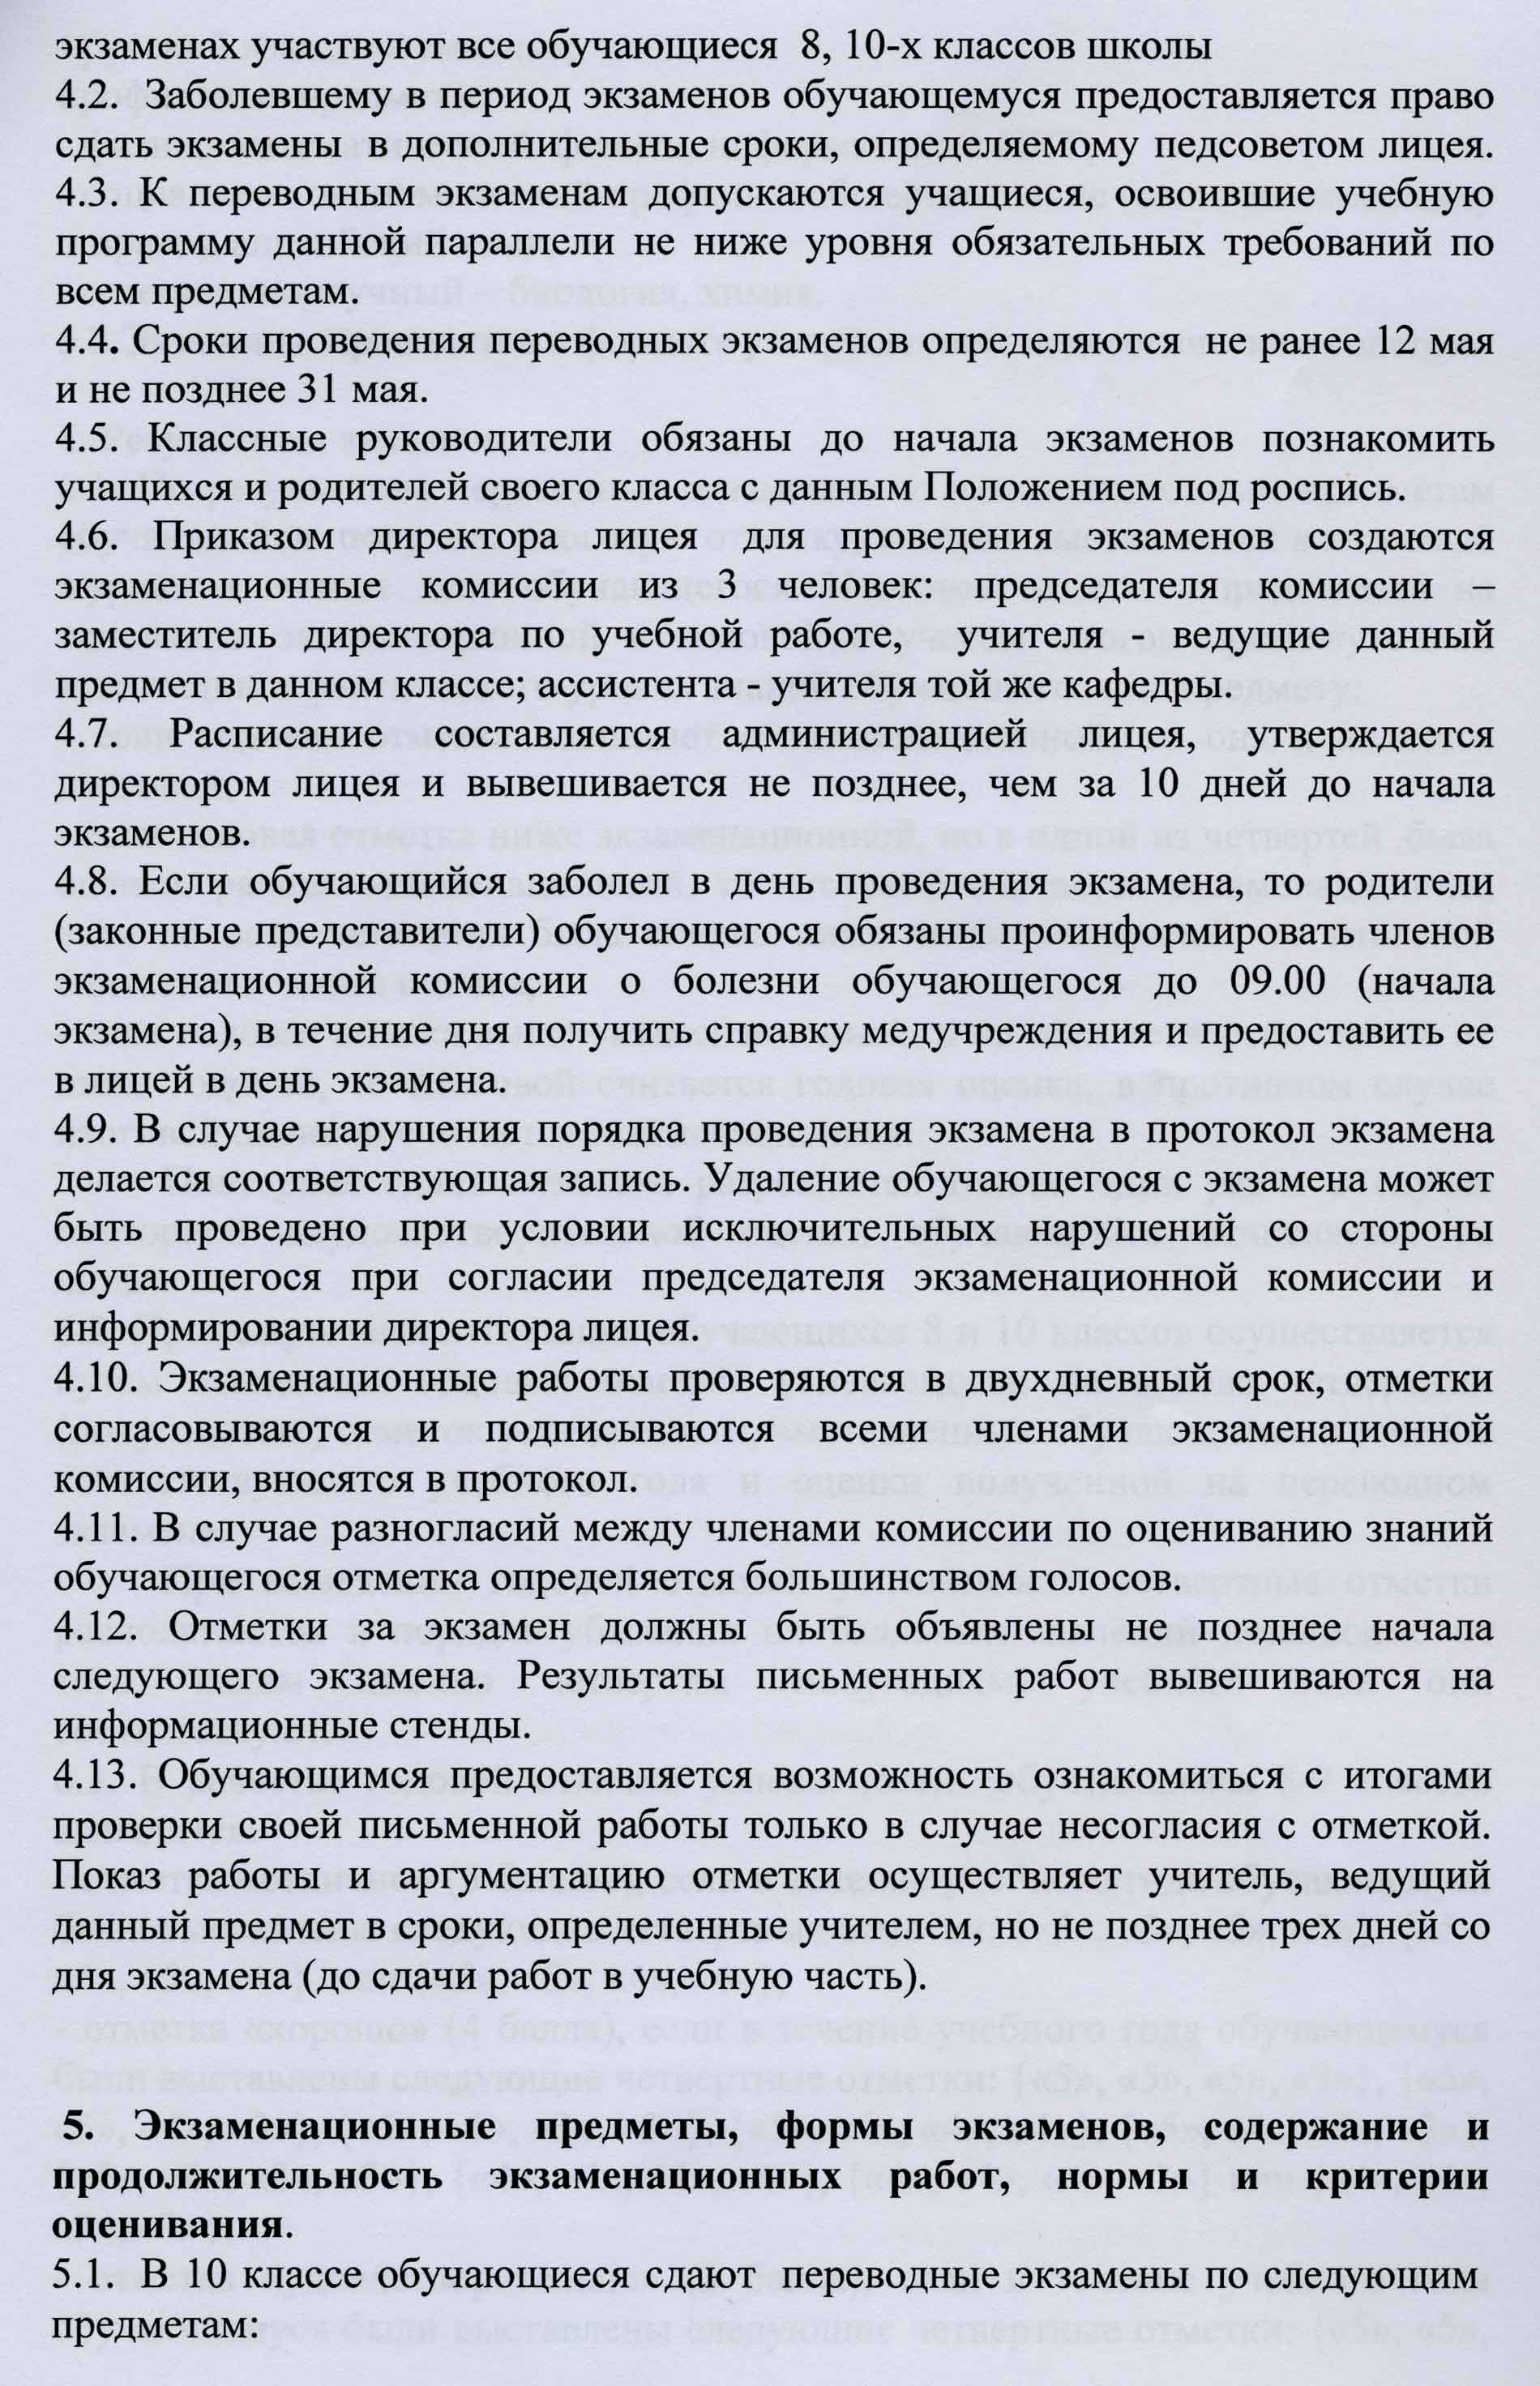 экзаменах участвуют все обучающиеся 8, 10-х классов школы
4.2. Заболевшему в период экзаменов обучающемуся предоставляется право
сдать экзамены в дополнительные сроки, определяемому педсоветом лицея.
4.3. К переводным экзаменам допускаются учащиеся, освоившие учебную
программу данной параллели не ниже уровня обязательных требований по
всем предметам.
4.4. Сроки проведения переводных экзаменов определяются не ранее 12 мая
и не позднее 31 мая.
4.5. Классные руководители обязаны до начала экзаменов познакомить
учащихся и родителей своего класса с данным Положением под роспись.
4.6. Приказом директора лицея для проведения экзаменов создаются
экзаменационные комиссии из 3 человек: председателя комиссии -
заместитель директора по учебной работе, учителя - ведущие данный
предмет в данном классе; ассистента - учителя той же кафедры.
4.7. Расписание составляется администрацией лицея, утверждается
директором лицея и вывешивается не позднее, чем за 10 дней до начала
экзаменов.
4.8. Если обучающийся заболел в день проведения экзамена, то родители
(законные представители) обучающегося обязаны проинформировать членов
экзаменационной комиссии о болезни обучающегося до 09.00 (начала
экзамена), в течение дня получить справку медучреждения и предоставить ее
в лицей в день экзамена.
4.9. В случае нарушения порядка проведения экзамена в протокол экзамена
делается соответствующая запись. Удаление обучающегося с экзамена может
быть проведено при условии исключительных нарушений со стороны
обучающегося при согласии председателя экзаменационной комиссии и
информировании директора лицея.
4.10. Экзаменационные работы проверяются в двухдневный срок, отметки
согласовываются и подписываются всеми членами экзаменационной
комиссии, вносятся в протокол.
4.11. В случае разногласий между членами комиссии по оцениванию знаний
обучающегося отметка определяется большинством голосов.
4.12. Отметки за экзамен должны быть объявлены не позднее начала
следующего экзамена. Результаты письменных работ вывешиваются на
информационные стенды.
4.13. Обучающимся предоставляется возможность ознакомиться с итогами
проверки своей письменной работы только в случае несогласия с отметкой.
Показ работы и аргументацию отметки осуществляет учитель, ведущий
данный предмет в сроки, определенные учителем, но не позднее трех дней со
дня экзамена (до сдачи работ в учебную часть).
5. Экзаменационные предметы, формы экзаменов, содержание и
продолжительность экзаменационных работ, нормы и критерии
оценивания.
5.1. В 10 классе обучающиеся сдают переводные экзамены по следующим
предметам: